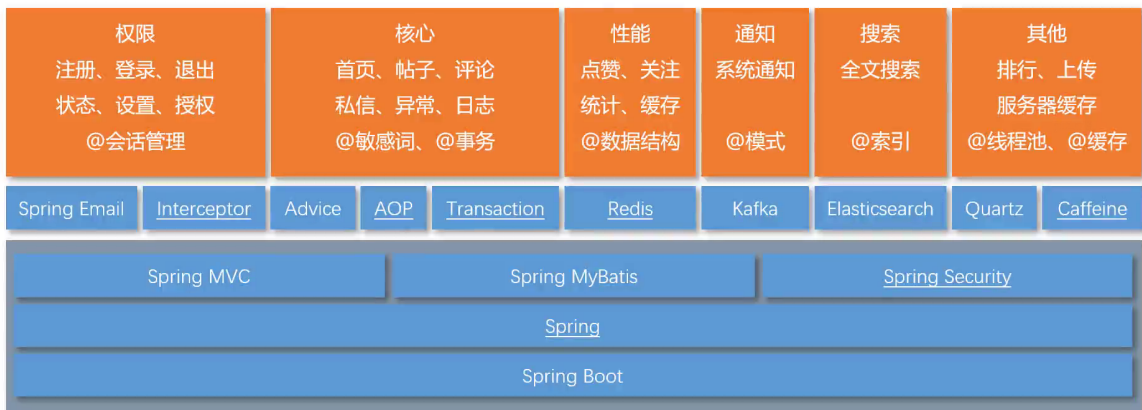 权限
注册、登录、退出
状态、设置、授权
@会话管理
核心
首页、帖子、评论
私信、异常、日志
@敏感词、@事务
性能
点赞、关注
统计、缓存
@数据结构
通知
系统通知
@模式
搜索
全文搜索
@索引
其他
排行、上传
服务器缓存
@线程池、@缓存
Spring Email
Interceptor
Advice
AOP
Transaction
Redis
Kafka
Elasticsearch
Quartz
Caffeine
Spring MVC
Spring MyBatis
Spring Security
Spring
Spring Boot